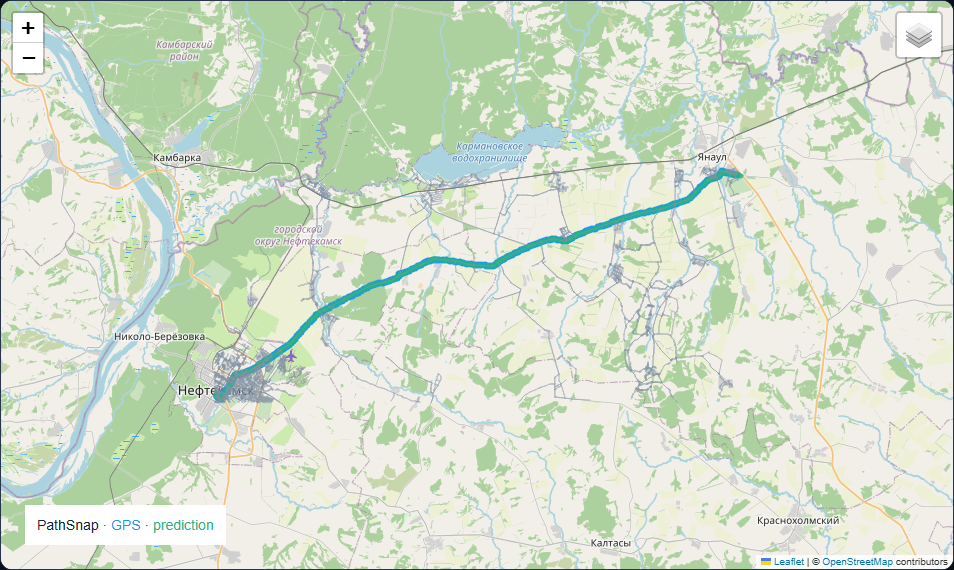 +
−
Камбарский
район
Камбарка
Кармановское
водохранилище
Янаул
городской
округ Нефтекамск
Николо-Берёзовка
Нефтекамск
Краснохолмский
Калтасы
PathSnap · GPS · prediction
Leaflet | © OpenStreetMap contributors